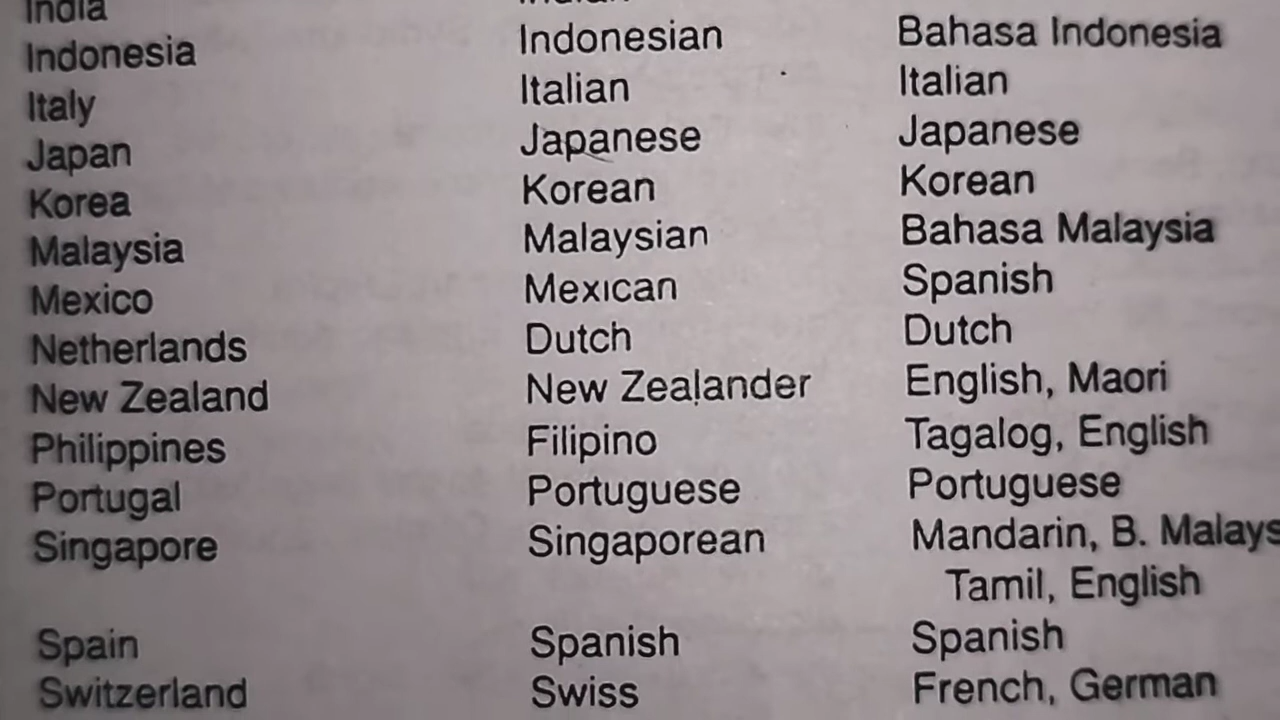 India
Indonesia Indonesian Bahasa Indonesia
Italy Italian Italian
Japan Japanese Japanese
Korea Korean Korean
Malaysia Malaysian Bahasa Malaysia
Mexico Mexican Spanish
Netherlands Dutch Dutch
New Zealand New Zealander English, Maori
Philippines Filipino Tagalog, English
Portugal Portuguese Portuguese
Singapore Singaporean Mandarin, B. Malays
Tamil, English
Spain Spanish Spanish
Switzerland Swiss French, German